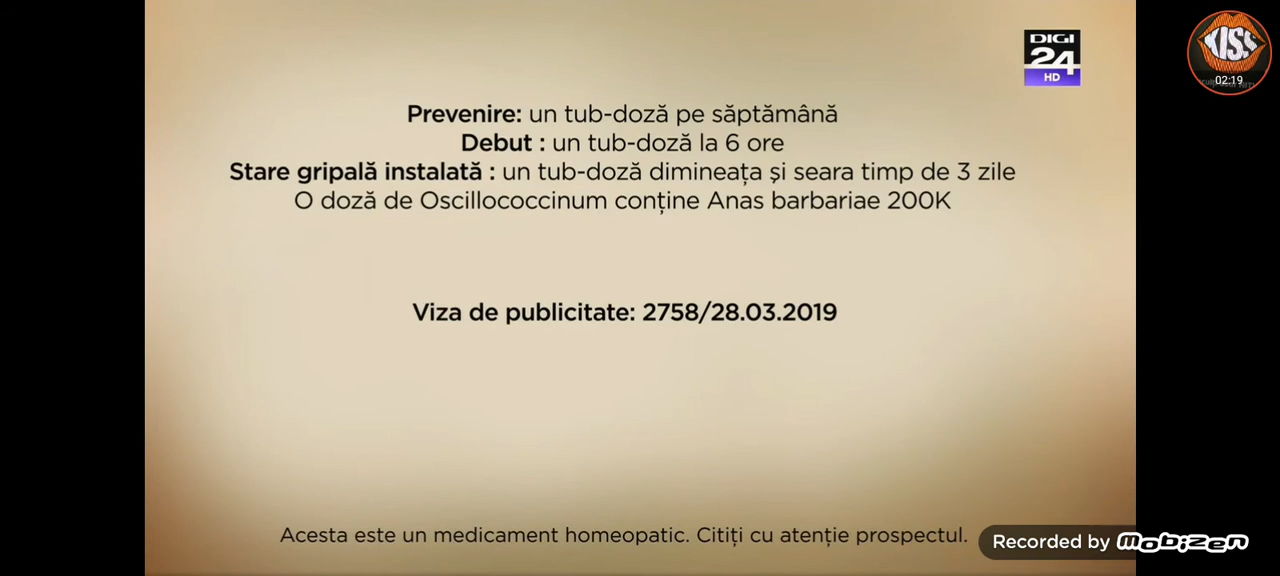 DIGI
24
HD
KISS
02:19
Prevenire: un tub-doză pe săptămână
Debut : un tub-doză la 6 ore
Stare gripală instalată : un tub-doză dimineața și seara timp de 3 zile
O doză de Oscillococcinum conține Anas barbariae 200K
Viza de publicitate: 2758/28.03.2019
Acesta este un medicament homeopatic. Citiți cu atenție prospectul.
Recorded by mobizen